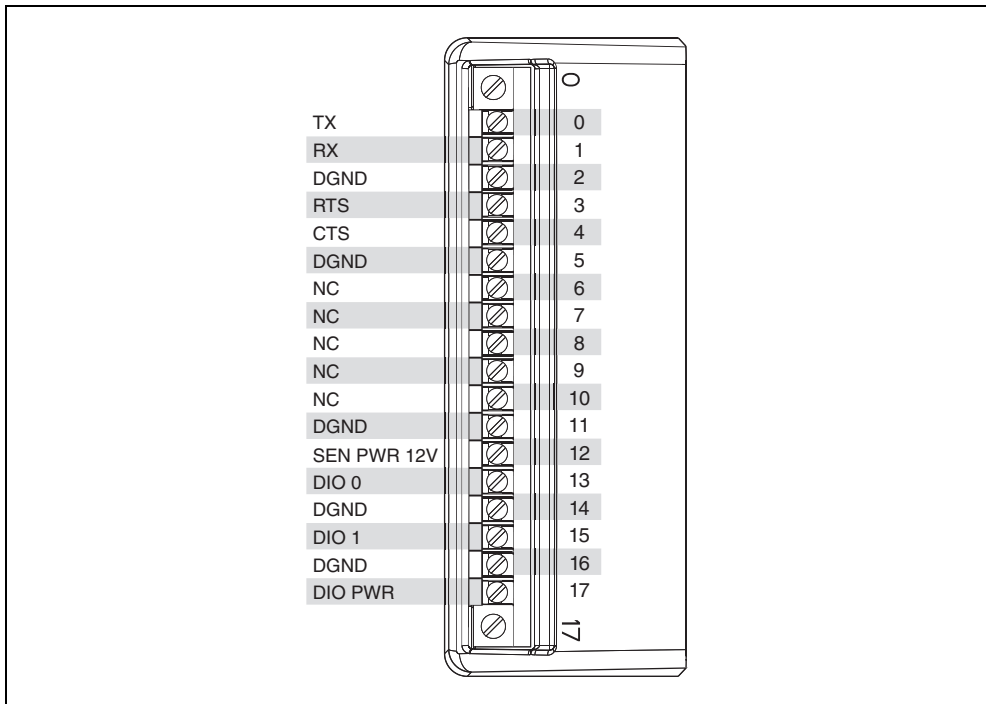 0
TX 0
RX 1
DGND 2
RTS 3
CTS 4
DGND 5
NC 6
NC 7
NC 8
NC 9
NC 10
DGND 11
SEN PWR 12V 12
DIO 0 13
DGND 14
DIO 1 15
DGND 16
DIO PWR 17
17